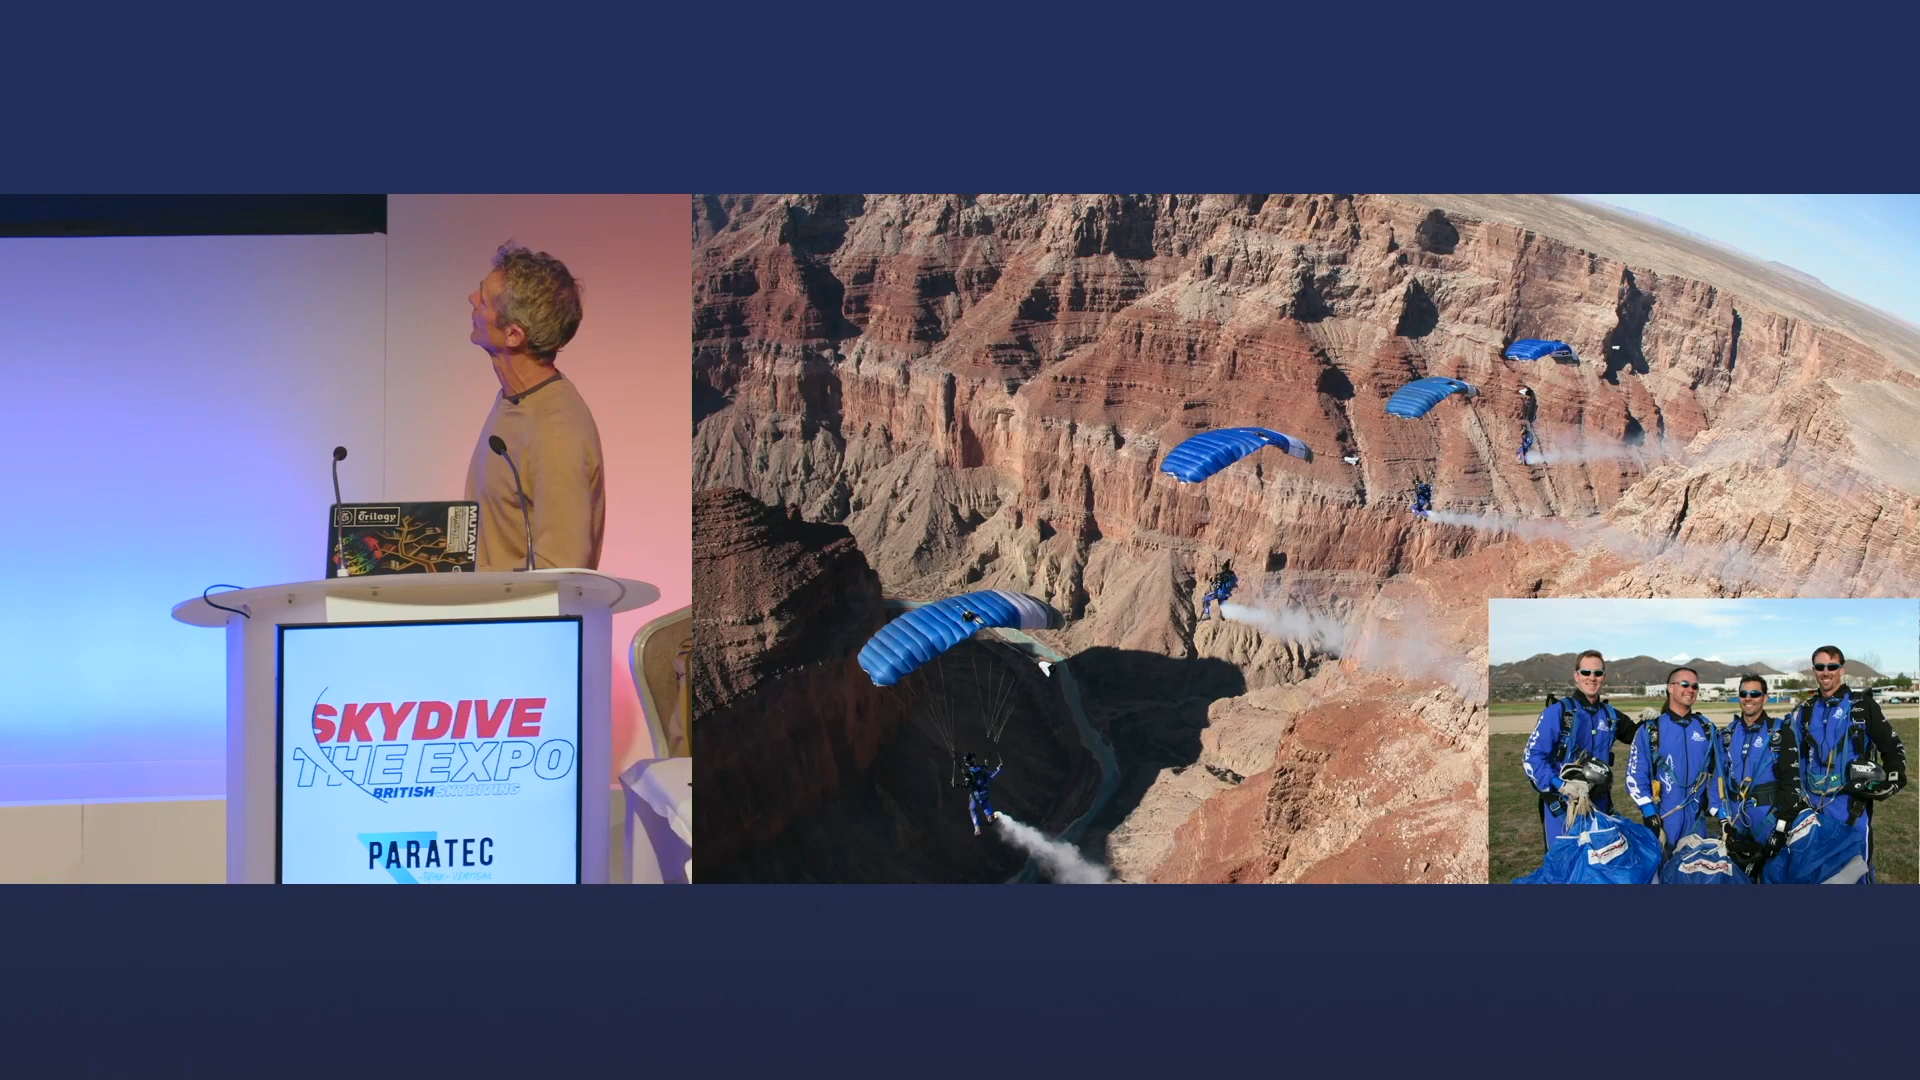 Trilogy
MUTANT
SKYDIVE
THE EXPO
BRITISH SKYDIVING
PARATEC